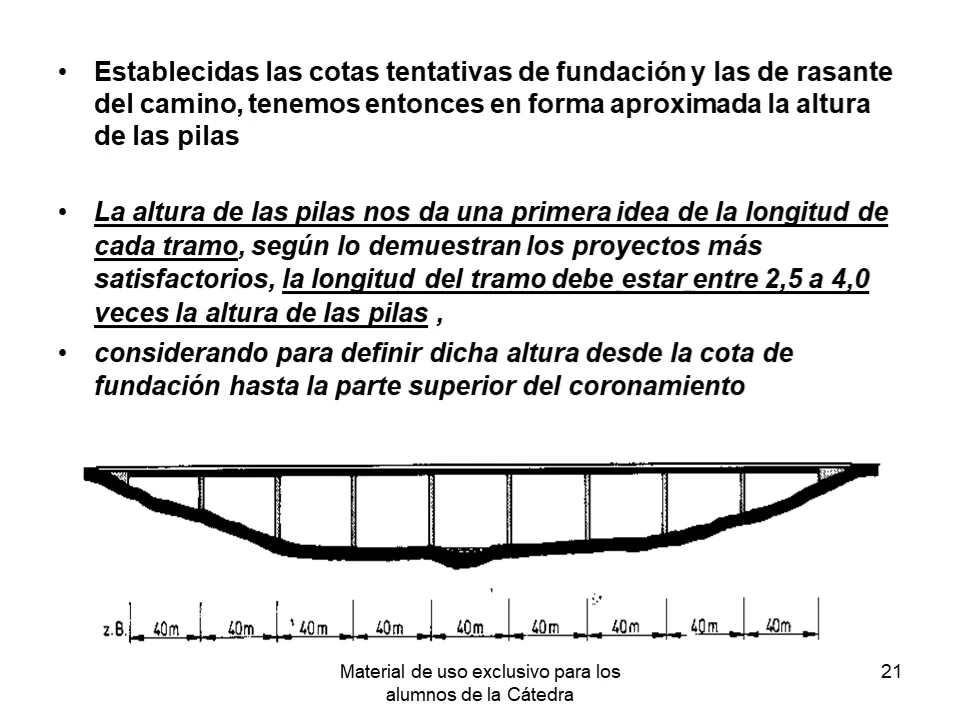 • Establecidas las cotas tentativas de fundación y las de rasante
del camino, tenemos entonces en forma aproximada la altura
de las pilas
• La altura de las pilas nos da una primera idea de la longitud de
cada tramo, según lo demuestran los proyectos más
satisfactorios, la longitud del tramo debe estar entre 2,5 a 4,0
veces la altura de las pilas ,
• considerando para definir dicha altura desde la cota de
fundación hasta la parte superior del coronamiento
z.B. 40m 40m 40m 40m 40m 40m 40m 40m 40m
Material de uso exclusivo para los
alumnos de la Cátedra
21